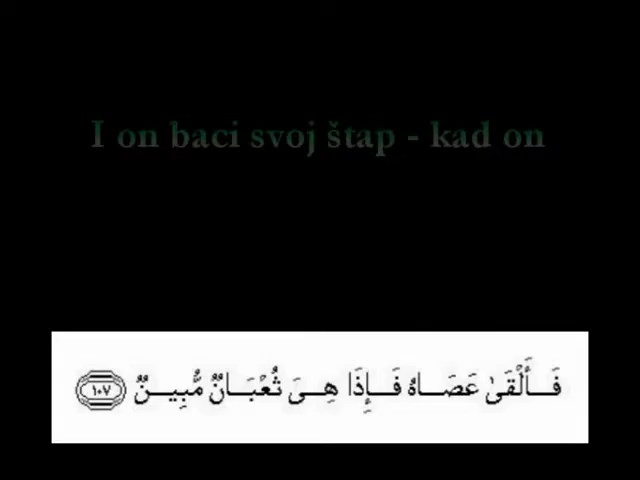 I on baci svoj štap - kad on
فَأَلْقَىٰ عَصَاهُ فَإِذَا هِىَ ثُعْبَانٌ مُّبِينٌ ١٠٧